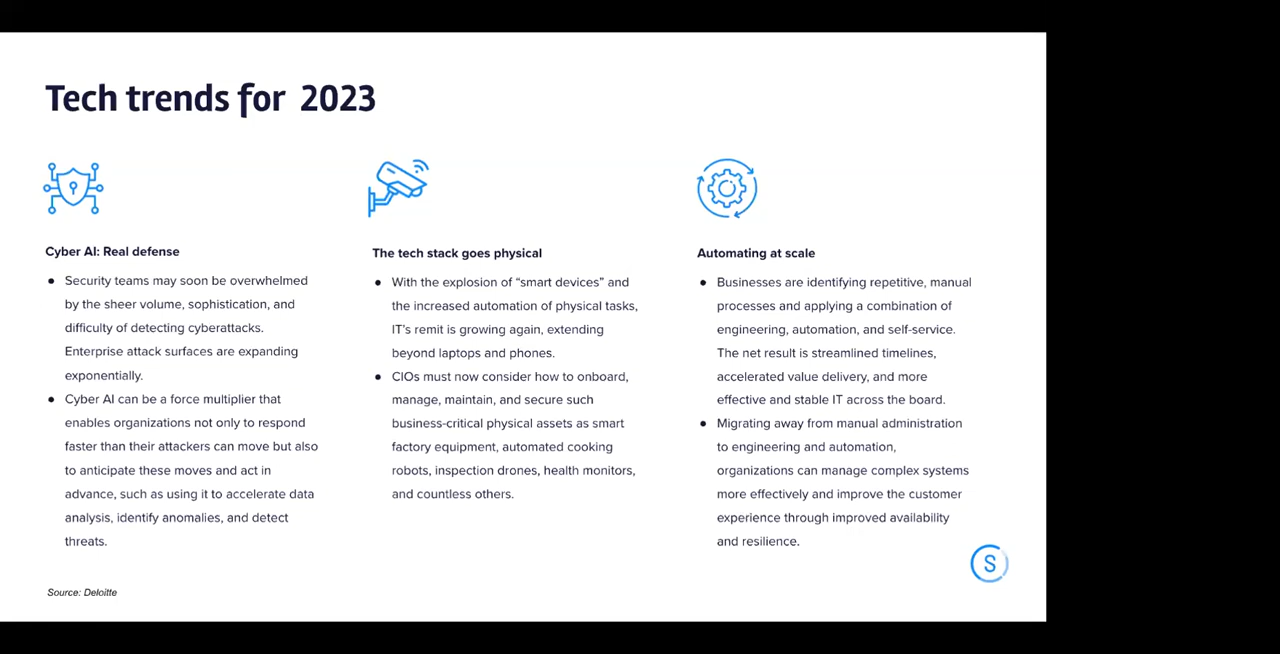 Tech trends for 2023
Cyber AI: Real defense
● Security teams may soon be overwhelmed
by the sheer volume, sophistication, and
difficulty of detecting cyberattacks.
Enterprise attack surfaces are expanding
exponentially.
● Cyber AI can be a force multiplier that
enables organizations not only to respond
faster than their attackers can move but also
to anticipate these moves and act in
advance, such as using it to accelerate data
analysis, identify anomalies, and detect
threats.
The tech stack goes physical
● With the explosion of “smart devices” and
the increased automation of physical tasks,
IT’s remit is growing again, extending
beyond laptops and phones.
● CIOs must now consider how to onboard,
manage, maintain, and secure such
business-critical physical assets as smart
factory equipment, automated cooking
robots, inspection drones, health monitors,
and countless others.
Automating at scale
● Businesses are identifying repetitive, manual
processes and applying a combination of
engineering, automation, and self-service.
The net result is streamlined timelines,
accelerated value delivery, and more
effective and stable IT across the board.
● Migrating away from manual administration
to engineering and automation,
organizations can manage complex systems
more effectively and improve the customer
experience through improved availability
and resilience.
S
Source: Deloitte